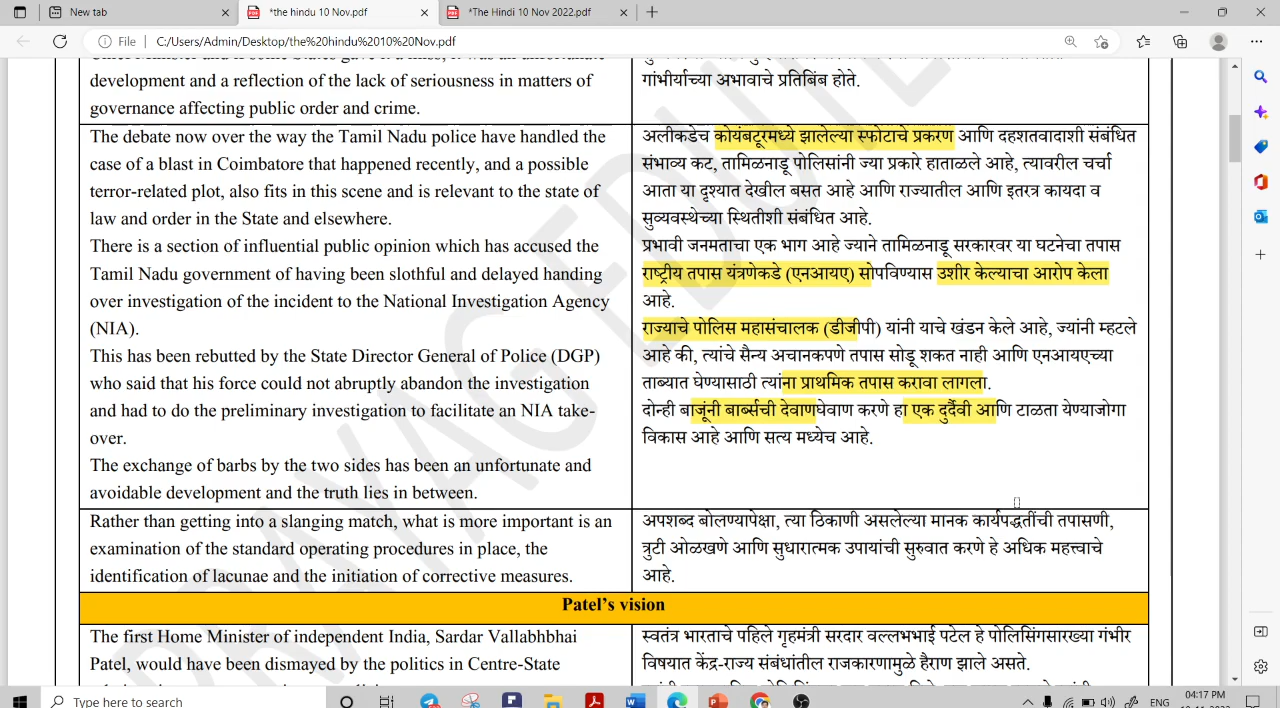 New tab
*the hindu 10 Nov.pdf
*The Hindi 10 Nov 2022.pdf
File
C:/Users/Admin/Desktop/the%20hindu%2010%20Nov.pdf
development and a reflection of the lack of seriousness in matters of
governance affecting public order and crime.
गांभीर्याच्या अभावाचे प्रतिबिंब होते.
The debate now over the way the Tamil Nadu police have handled the
case of a blast in Coimbatore that happened recently, and a possible
terror-related plot, also fits in this scene and is relevant to the state of
law and order in the State and elsewhere.
There is a section of influential public opinion which has accused the
Tamil Nadu government of having been slothful and delayed handing
over investigation of the incident to the National Investigation Agency
(NIA).
This has been rebutted by the State Director General of Police (DGP)
who said that his force could not abruptly abandon the investigation
and had to do the preliminary investigation to facilitate an NIA take-
over.
The exchange of barbs by the two sides has been an unfortunate and
avoidable development and the truth lies in between.
अलीकडेच कोयंबटूरमध्ये झालेल्या स्फोटाचे प्रकरण आणि दहशतवादाशी संबंधित
संभाव्य कट, तामिळनाडू पोलिसांनी ज्या प्रकारे हाताळले आहे, त्यावरील चर्चा
आता या दृश्यात देखील बसत आहे आणि राज्यातील आणि इतरत्र कायदा व
सुव्यवस्थेच्या स्थितीशी संबंधित आहे.
प्रभावी जनमताचा एक भाग आहे ज्याने तामिळनाडू सरकारवर या घटनेचा तपास
राष्ट्रीय तपास यंत्रणेकडे (एनआयए) सोपविण्यास उशीर केल्याचा आरोप केला
आहे.
राज्याचे पोलिस महासंचालक (डीजीपी) यांनी याचे खंडन केले आहे, ज्यांनी म्हटले
आहे की, त्यांचे सैन्य अचानकपणे तपास सोडू शकत नाही आणि एनआयएच्या
ताब्यात घेण्यासाठी त्यांना प्राथमिक तपास करावा लागला.
दोन्ही बाजूंनी बार्ब्सची देवाणघेवाण करणे हा एक दुर्दैवी आणि टाळता येण्याजोगा
विकास आहे आणि सत्य मध्येच आहे.
Rather than getting into a slanging match, what is more important is an
examination of the standard operating procedures in place, the
identification of lacunae and the initiation of corrective measures.
अपशब्द बोलण्यापेक्षा, त्या ठिकाणी असलेल्या मानक कार्यपद्धतींची तपासणी,
त्रुटी ओळखणे आणि सुधारात्मक उपायांची सुरुवात करणे हे अधिक महत्त्वाचे
आहे.
Patel's vision
The first Home Minister of independent India, Sardar Vallabhbhai
Patel, would have been dismayed by the politics in Centre-State
स्वतंत्र भारताचे पहिले गृहमंत्री सरदार वल्लभभाई पटेल हे पोलिसिंगसारख्या गंभीर
विषयात केंद्र-राज्य संबंधांतील राजकारणामुळे हैराण झाले असते.
Type here to search
ENG
04:17 PM